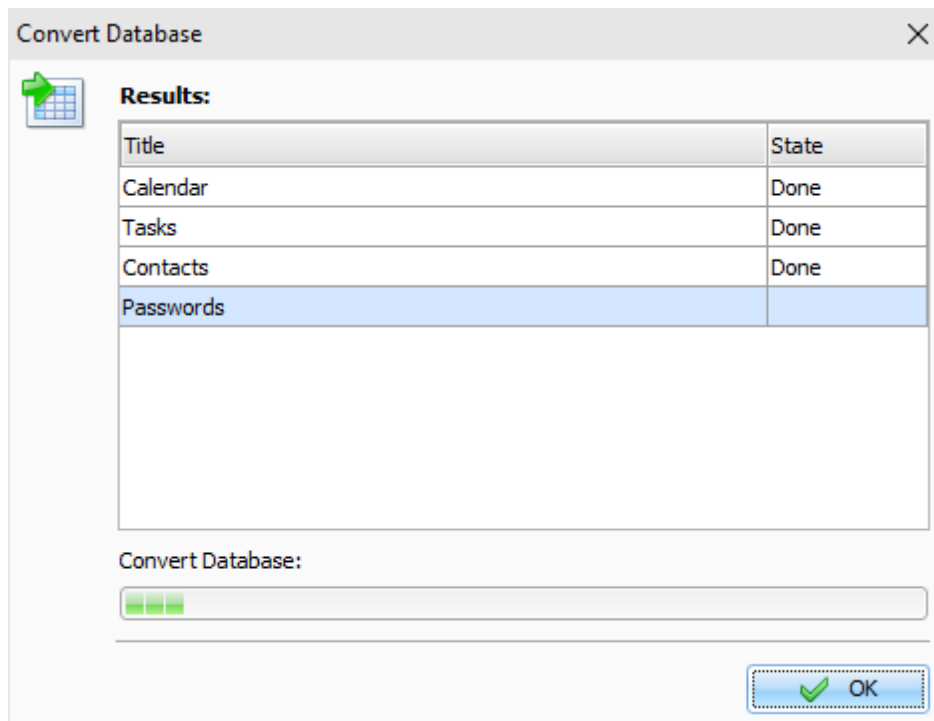 Convert Database
Results:
Title State
Calendar Done
Tasks Done
Contacts Done
Passwords
Convert Database:
OK